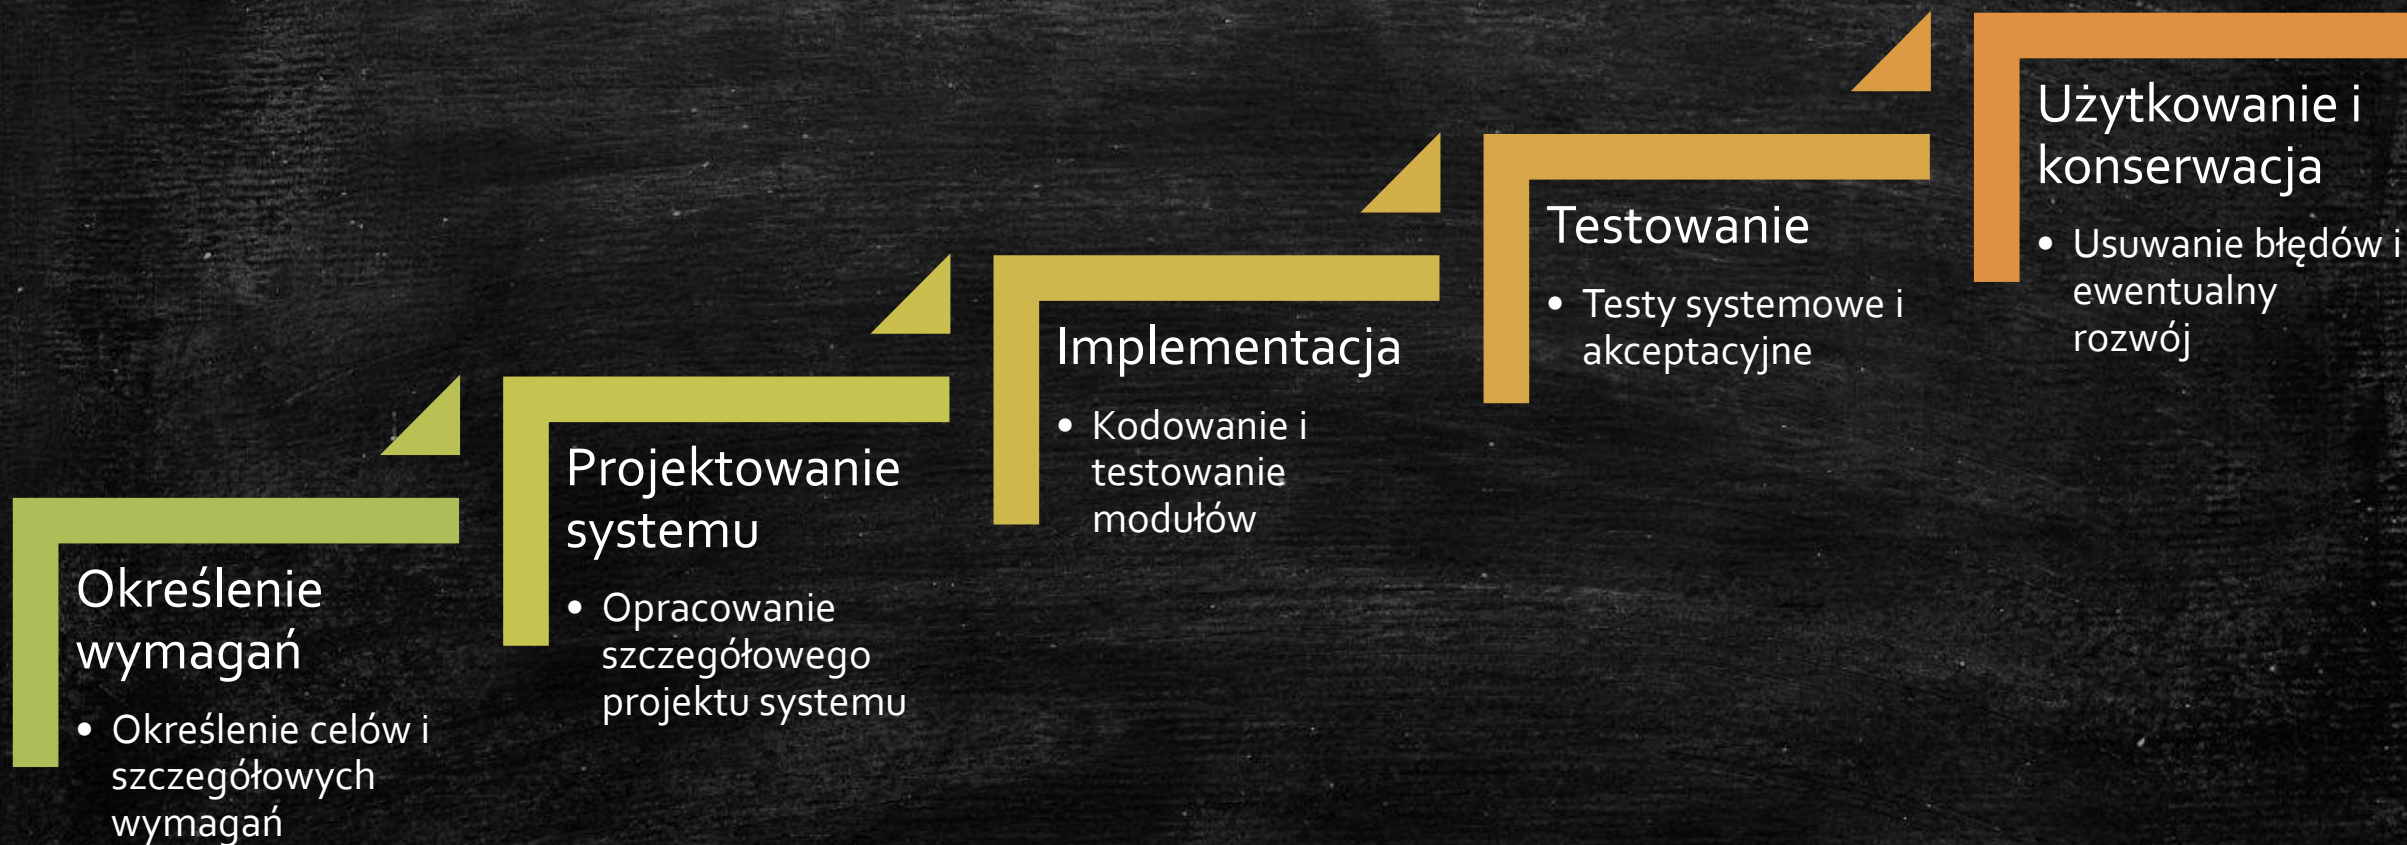 Określenie
wymagań
• Określenie celów i
szczegółowych
wymagań
Projektowanie
systemu
• Opracowanie
szczegółowego
projektu systemu
Implementacja
• Kodowanie i
testowanie
modułów
Testowanie
• Testy systemowe i
akceptacyjne
Użytkowanie i
konserwacja
• Usuwanie błędów i
ewentualny
rozwój